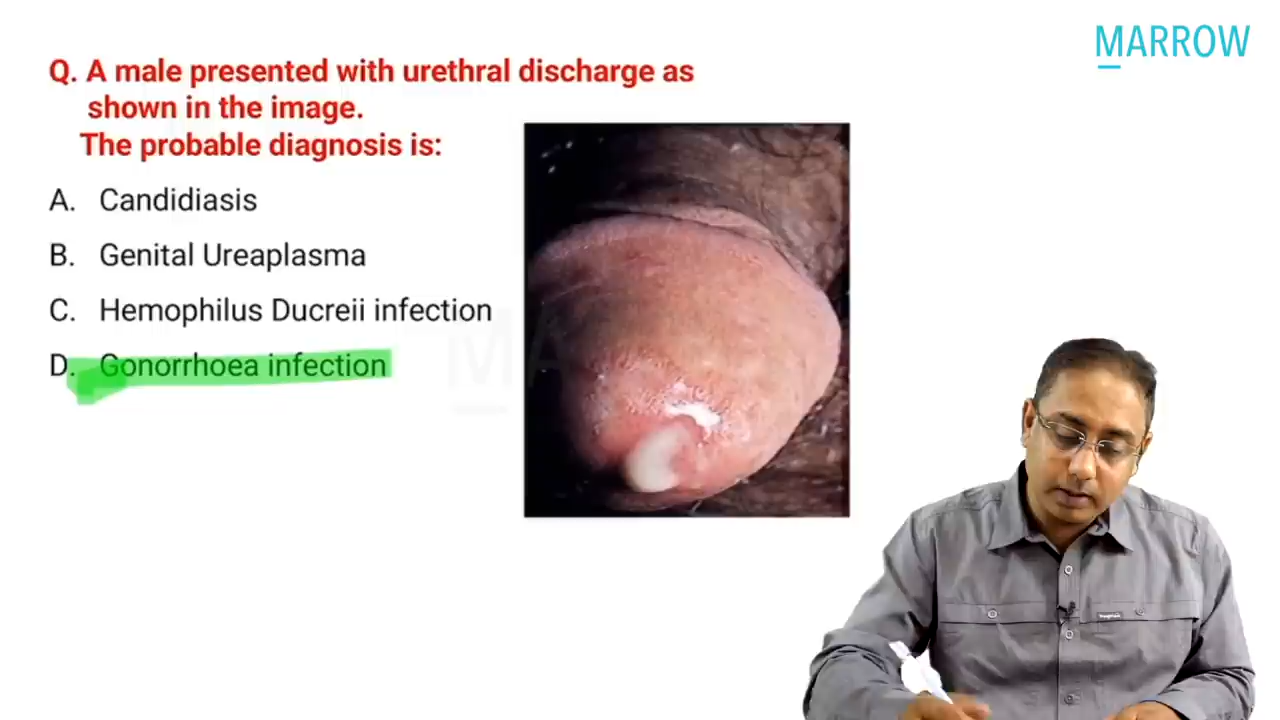 MARROW
Q. A male presented with urethral discharge as
shown in the image.
The probable diagnosis is:
A. Candidiasis
B. Genital Ureaplasma
C. Hemophilus Ducreii infection
D. Gonorrhoea infection